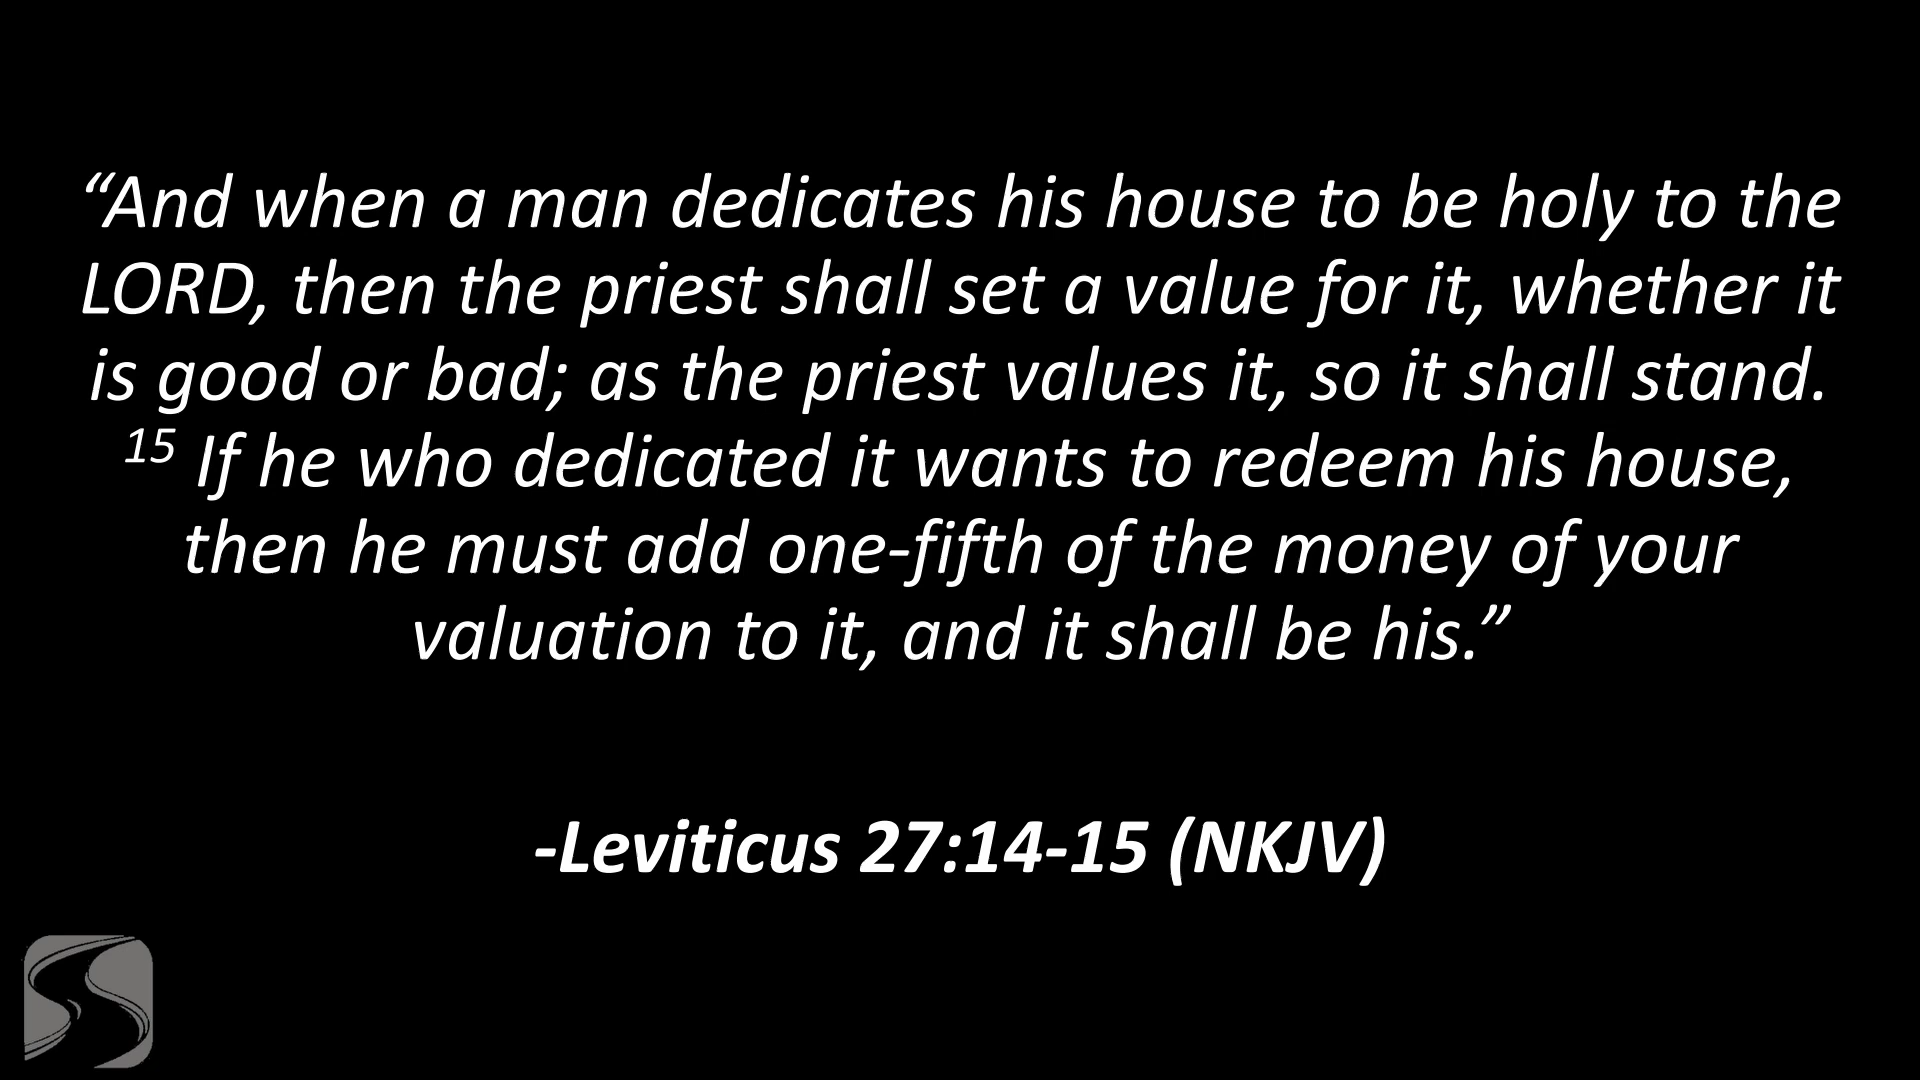 “And when a man dedicates his house to be holy to the
LORD, then the priest shall set a value for it, whether it
is good or bad; as the priest values it, so it shall stand.
15 If he who dedicated it wants to redeem his house,
then he must add one-fifth of the money of your
valuation to it, and it shall be his.”
-Leviticus 27:14-15 (NKJV)